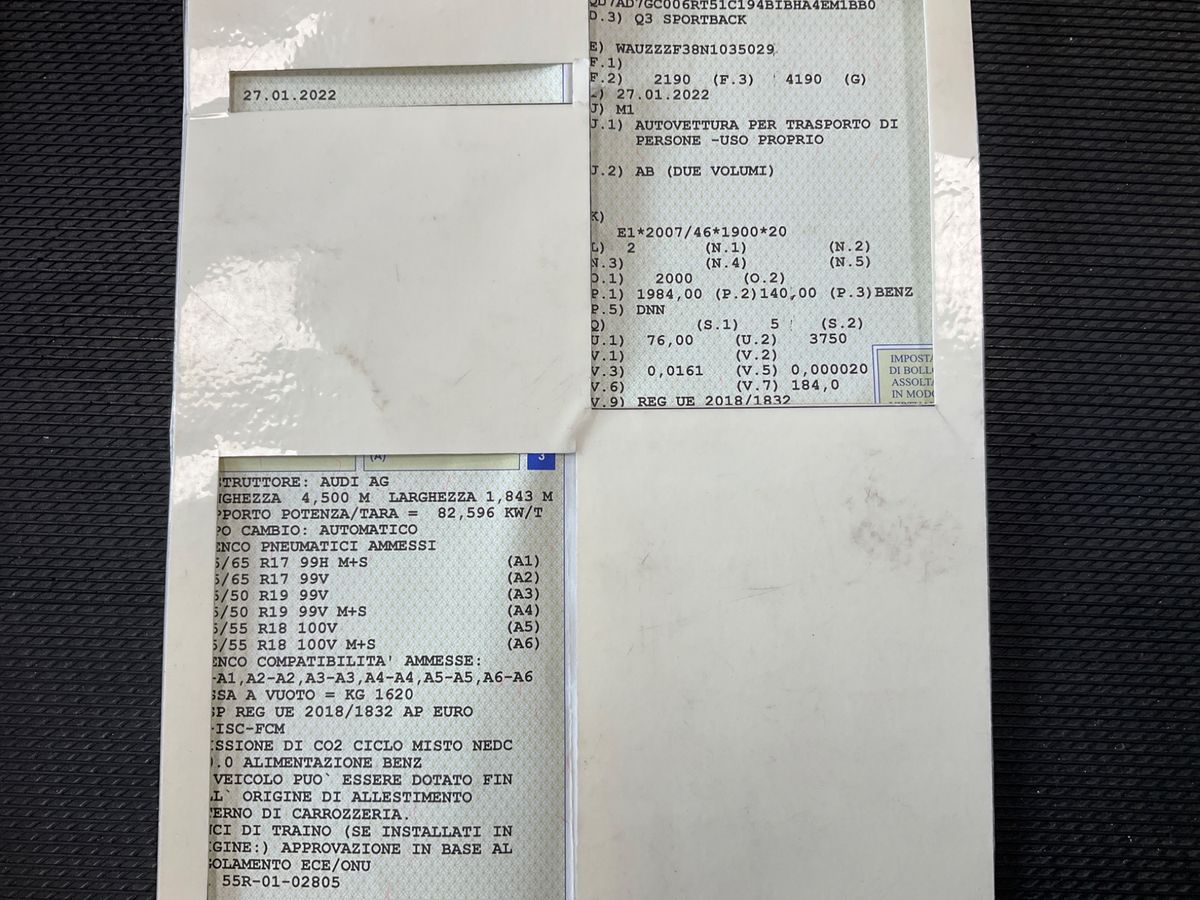 27.01.2022
QD7AD7GC006RT51C194BIBHA4EM1BB0
D.3) Q3 SPORTBACK
E) WAUZZZF38N1035029
F.1)
F.2) 2190 (F.3) 4190 (G)
27.01.2022
J) M1
J.1) AUTOVETTURA PER TRASPORTO DI
PERSONE -USO PROPRIO
J.2) AB (DUE VOLUMI)
K)
E1*2007/46*1900*20
L) 2 (N.1) (N.2)
N.3) (N.4) (N.5)
O.1) 2000 (O.2)
P.1) 1984,00 (P.2)140,00 (P.3)BENZ
P.5) DNN
Q) (S.1) 5 (S.2)
U.1) 76,00 (U.2) 3750
V.1) (V.2)
V.3) 0,0161 (V.5) 0,000020
V.6) (V.7) 184,0
V.9) REG UE 2018/1832
IMPOSTA
DI BOLLO
ASSOLTA
IN MODO
(A) 3
TRUTTORE: AUDI AG
GHEZZA 4,500 M LARGHEZZA 1,843 M
PPORTO POTENZA/TARA = 82,596 KW/T
PO CAMBIO: AUTOMATICO
ENCO PNEUMATICI AMMESSI
5/65 R17 99H M+S (A1)
5/65 R17 99V (A2)
5/50 R19 99V (A3)
5/50 R19 99V M+S (A4)
5/55 R18 100V (A5)
5/55 R18 100V M+S (A6)
ENCO COMPATIBILITA' AMMESSE:
-A1,A2-A2,A3-A3,A4-A4,A5-A5,A6-A6
SSA A VUOTO = KG 1620
SP REG UE 2018/1832 AP EURO
-ISC-FCM
ISSIONE DI CO2 CICLO MISTO NEDC
.0 ALIMENTAZIONE BENZ
VEICOLO PUO` ESSERE DOTATO FIN
L` ORIGINE DI ALLESTIMENTO
TERNO DI CARROZZERIA.
NCI DI TRAINO (SE INSTALLATI IN
IGINE:) APPROVAZIONE IN BASE AL
GOLAMENTO ECE/ONU
55R-01-02805